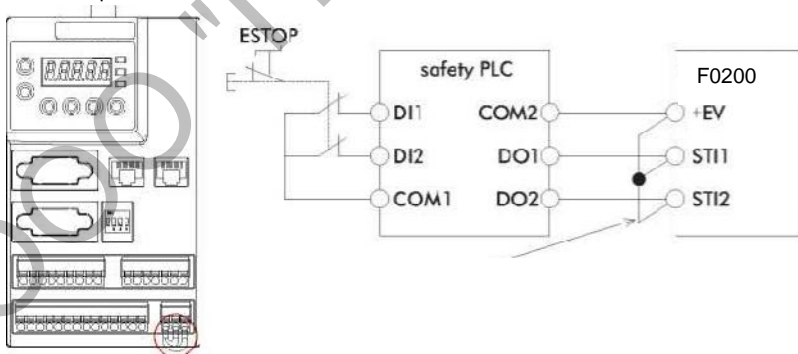 ESTOP
safety PLC
F0200
DI1 COM2 +EV
DI2 DO1 STI1
COM1 DO2 STI2